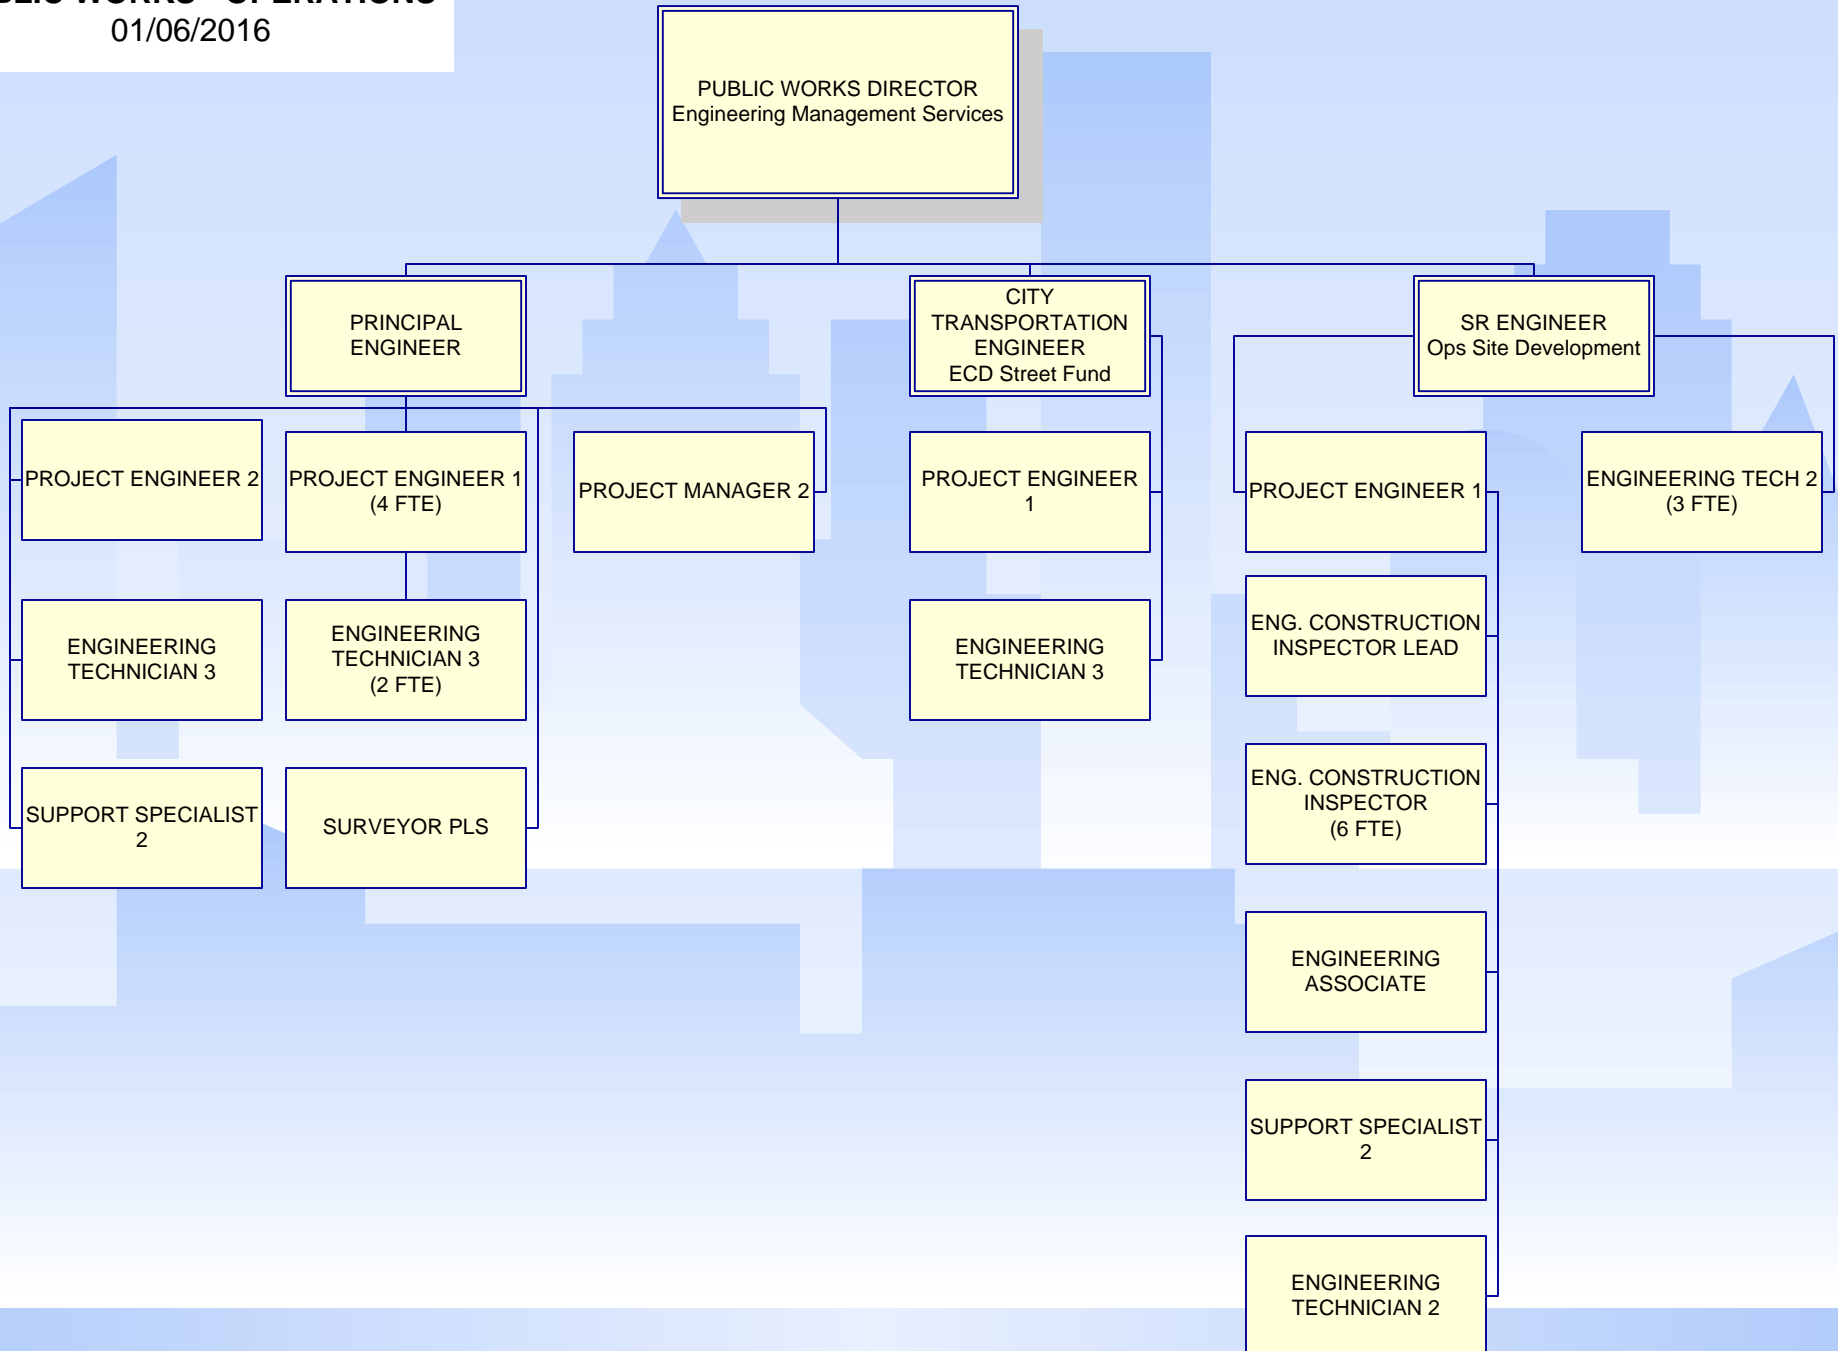 OPERATIONS
01/06/2016
PUBLIC WORKS DIRECTOR
Engineering Management Services
PRINCIPAL
ENGINEER
CITY
TRANSPORTATION
ENGINEER
ECD Street Fund
SR ENGINEER
Ops Site Development
PROJECT ENGINEER 2
PROJECT ENGINEER 1
(4 FTE)
PROJECT MANAGER 2
PROJECT ENGINEER
1
PROJECT ENGINEER 1
ENGINEERING TECH 2
(3 FTE)
ENGINEERING
TECHNICIAN 3
ENGINEERING
TECHNICIAN 3
(2 FTE)
ENGINEERING
TECHNICIAN 3
ENG. CONSTRUCTION
INSPECTOR LEAD
SUPPORT SPECIALIST
2
SURVEYOR PLS
ENG. CONSTRUCTION
INSPECTOR
(6 FTE)
ENGINEERING
ASSOCIATE
SUPPORT SPECIALIST
2
ENGINEERING
TECHNICIAN 2